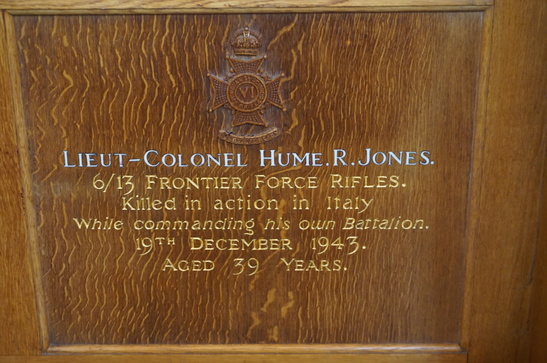 VI
LIEUT-COLONEL HUME.R.JONES.
6/13 FRONTIER FORCE RIFLES.
Killed in action in Italy
While commanding his own Battalion.
19TH DECEMBER 1943.
AGED 39 YEARS.